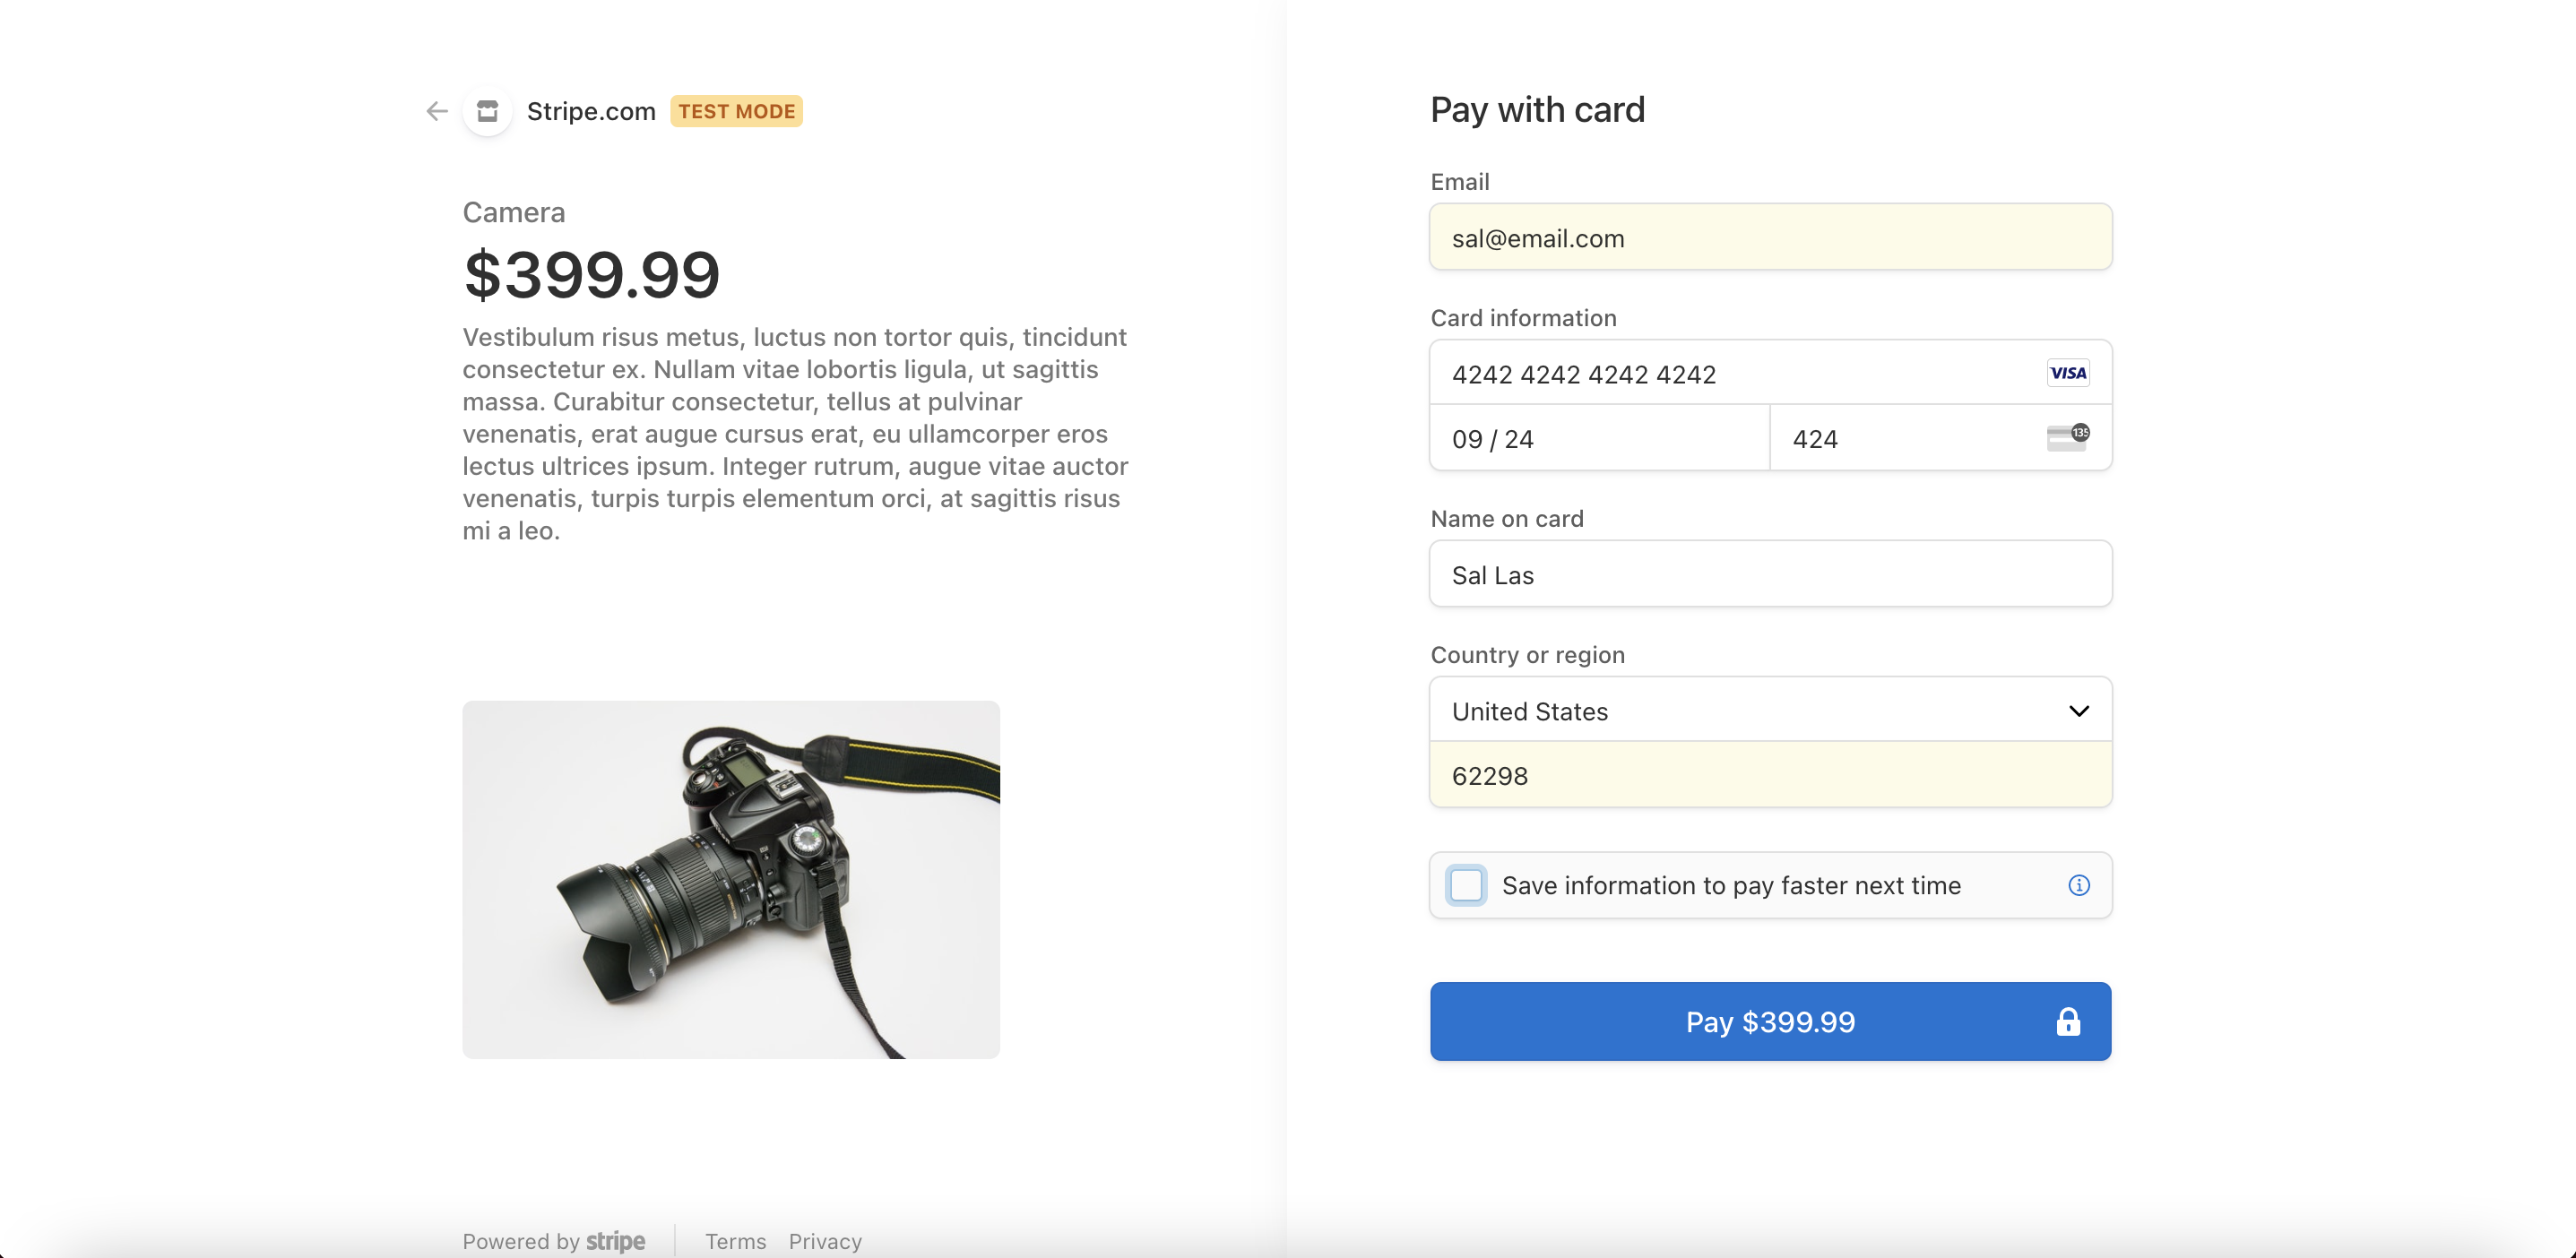 Stripe.com TEST MODE
Camera
$399.99
Vestibulum risus metus, luctus non tortor quis, tincidunt
consectetur ex. Nullam vitae lobortis ligula, ut sagittis
massa. Curabitur consectetur, tellus at pulvinar
venenatis, erat augue cursus erat, eu ullamcorper eros
lectus ultrices ipsum. Integer rutrum, augue vitae auctor
venenatis, turpis turpis elementum orci, at sagittis risus
mi a leo.
Powered by stripe
Terms Privacy
Pay with card
Email
sal@email.com
Card information
4242 4242 4242 4242 VISA
09 / 24 424 135
Name on card
Sal Las
Country or region
United States
62298
Save information to pay faster next time
Pay $399.99